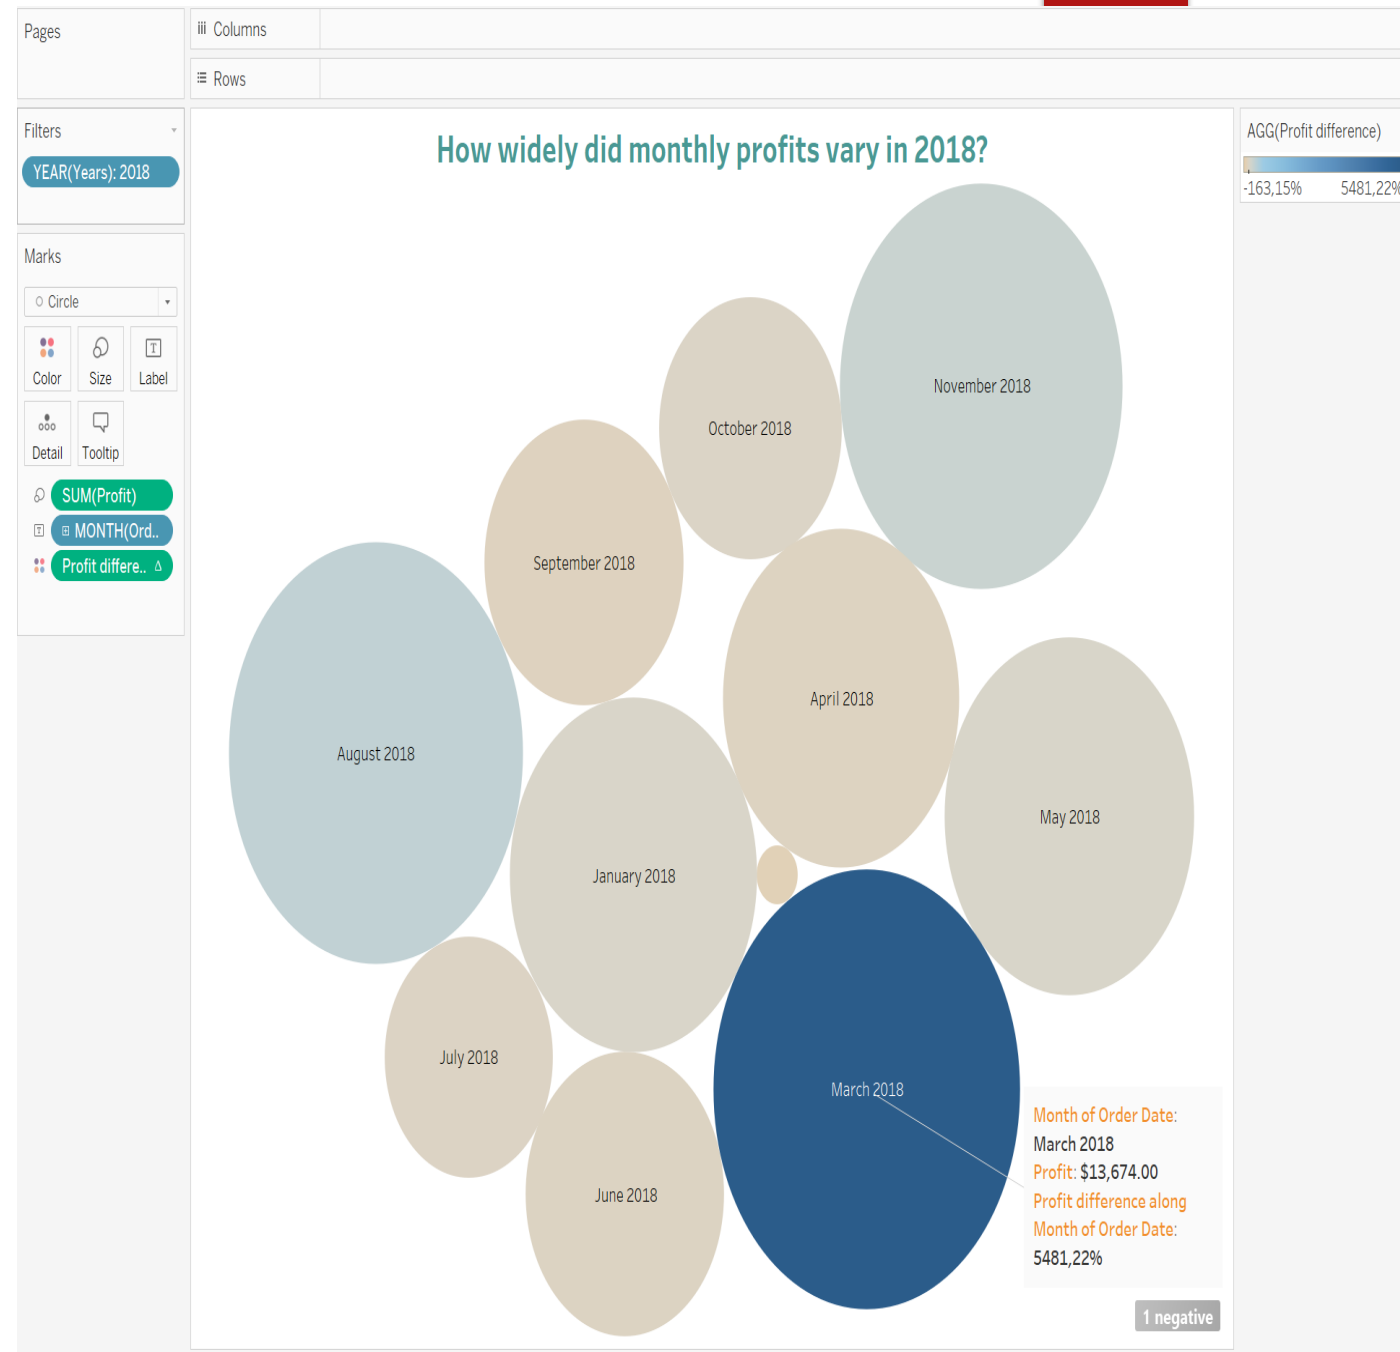 Pages
Columns
Rows
Filters
YEAR(Years): 2018
Marks
Circle
Color
Size
Label
Detail
Tooltip
SUM(Profit)
MONTH(Ord..
Profit differe.. Δ
How widely did monthly profits vary in 2018?
November 2018
October 2018
September 2018
April 2018
August 2018
May 2018
January 2018
July 2018
March 2018
June 2018
Month of Order Date:
March 2018
Profit: $13,674.00
Profit difference along
Month of Order Date:
5481,22%
1 negative
AGG(Profit difference)
-163,15% 5481,22%